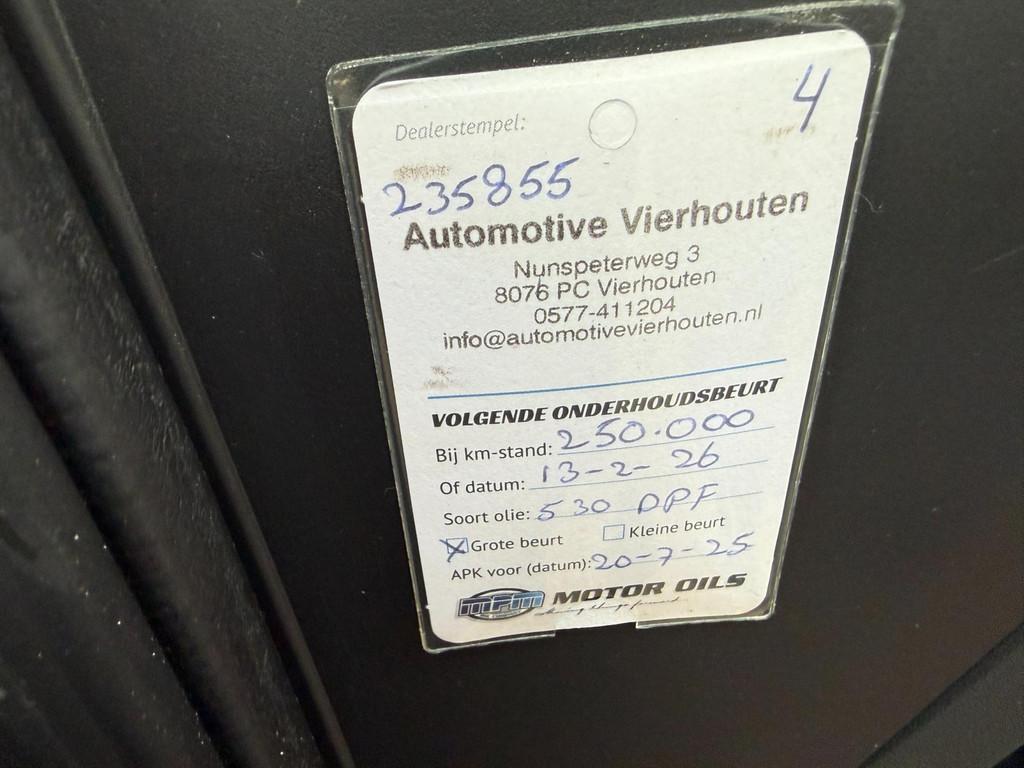 4
Dealerstempel:
235855
Automotive Vierhouten
Nunspeterweg 3
8076 PC Vierhouten
0577-411204
info@automotivevierhouten.nl
VOLGENDE ONDERHOUDSBEURT
Bij km-stand: 250.000
Of datum: 13-2-26
Soort olie: 530 DPF
Grote beurt Kleine beurt
APK voor (datum): 20-7-25
mpm MOTOR OILS